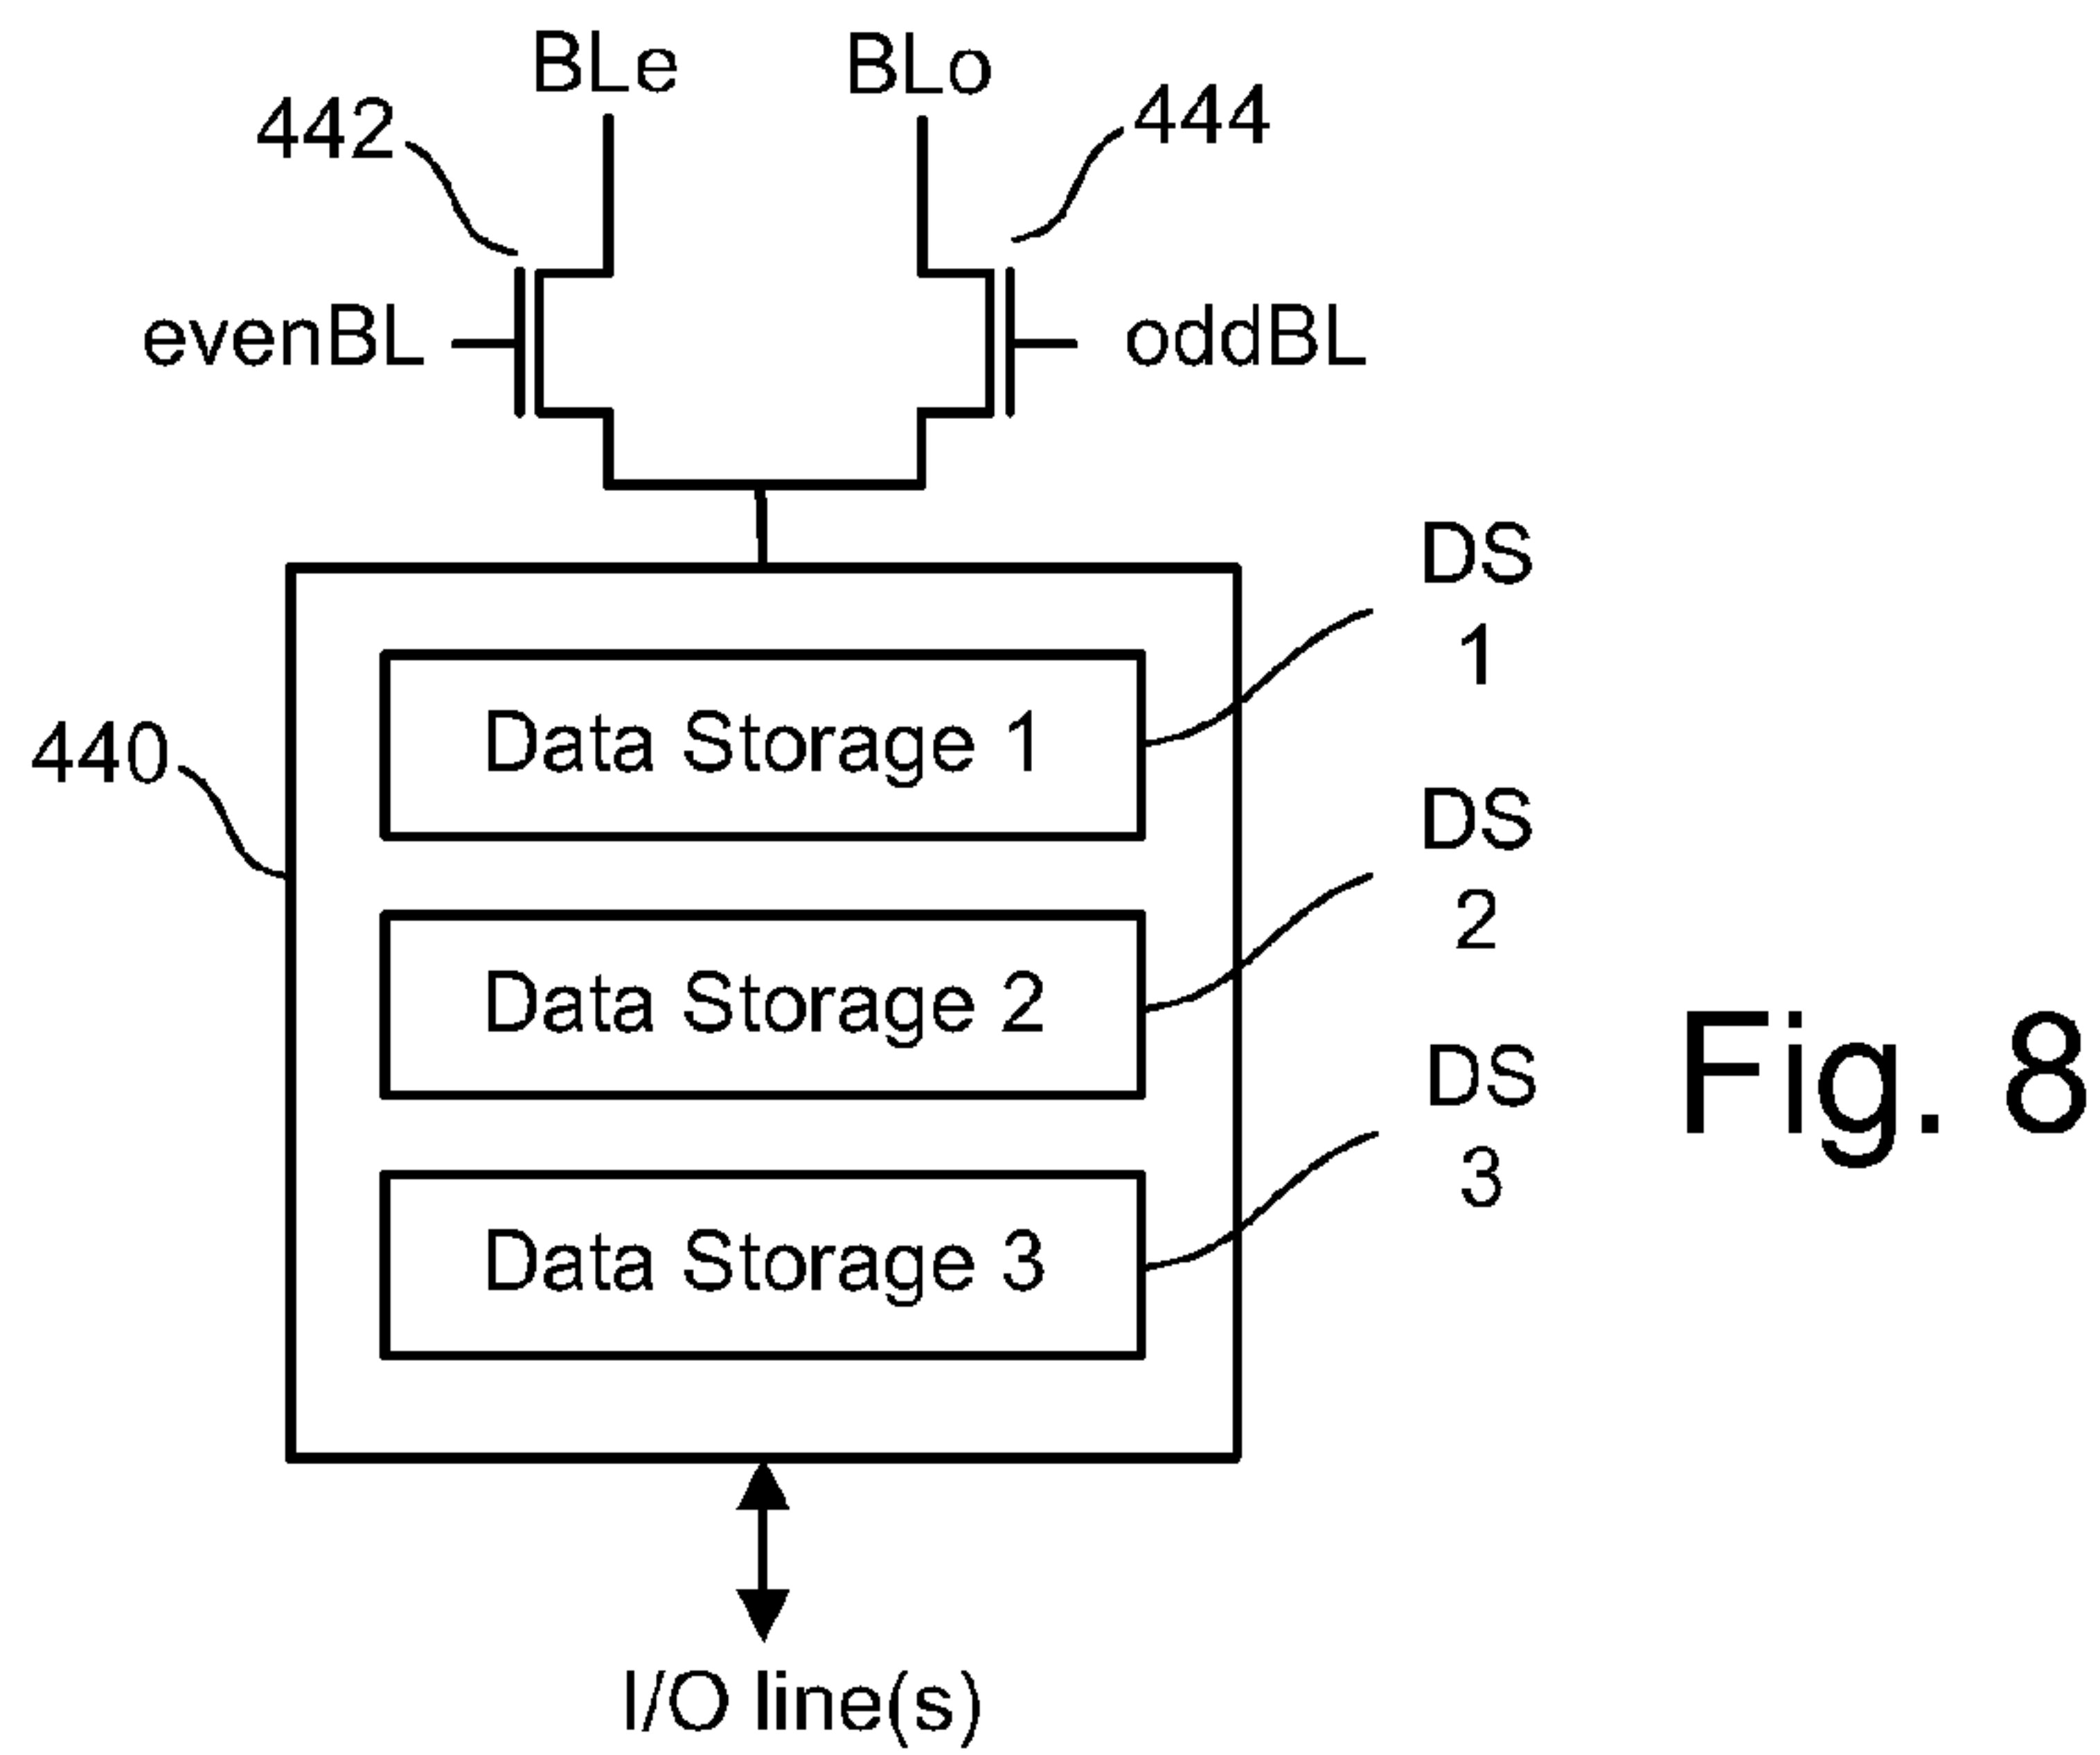 BLe
BLo
442
444
evenBL
oddBL
DS
1
440
Data Storage 1
DS
2
Data Storage 2
DS
3
Data Storage 3
Fig. 8
I/O line(s)